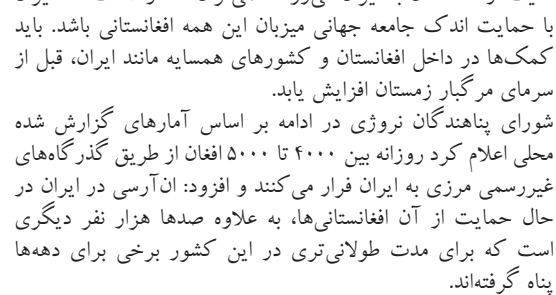 با حمایت اندک جامعه جهانی میزبان این همه افغانستانی باشد. باید
کمک‌ها در داخل افغانستان و کشورهای همسایه مانند ایران، قبل از
سرمای مرگبار زمستان افزایش یابد.
شورای پناهندگان نروژی در ادامه بر اساس آمارهای گزارش شده
محلی اعلام کرد روزانه بین ۴۰۰۰ تا ۵۰۰۰ افغان از طریق گذرگاه‌های
غیررسمی مرزی به ایران فرار می‌کنند و افزود: ان‌آرسی در ایران در
حال حمایت از آن افغانستانی‌ها، به علاوه صدها هزار نفر دیگری
است که برای مدت طولانی‌تری در این کشور برخی برای دهه‌ها
پناه گرفته‌اند.